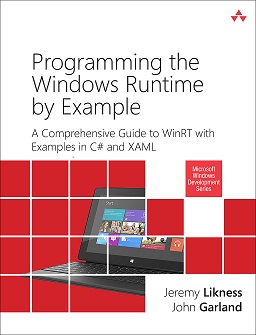 Programming the
Windows Runtime
by Example
A Comprehensive Guide to WinRT with
Examples in C# and XAML
Microsoft
Windows
Development
Series
Start
Jeremy Likness
John Garland